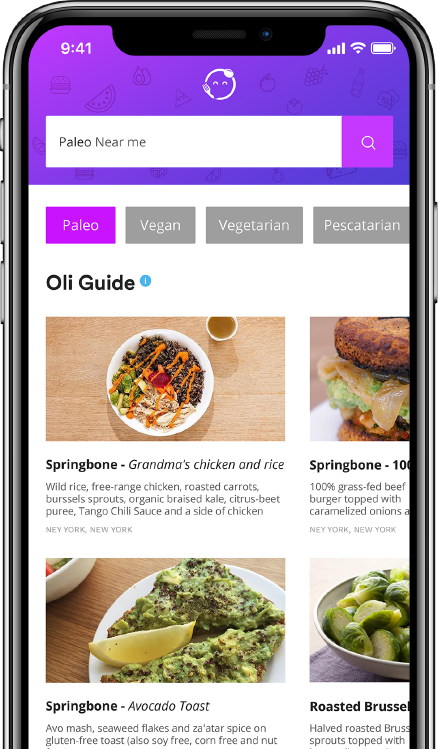 9:41
Paleo Near me
Paleo Vegan Vegetarian Pescatarian
Oli Guide i
Springbone - Grandma's chicken and rice
Wild rice, free-range chicken, roasted carrots,
burssels sprouts, organic braised kale, citrus-beet
puree, Tango Chili Sauce and a side of chicken
NEY YORK, NEW YORK
Springbone - 100
100% grass-fed beef
burger topped with
caramelized onions a
NEY YORK, NEW YORK
Springbone - Avocado Toast
Avo mash, seaweed flakes and za'atar spice on
gluten-free toast (also soy free, corn free and nut
Roasted Brussel
Halved roasted Brus
sprouts topped with